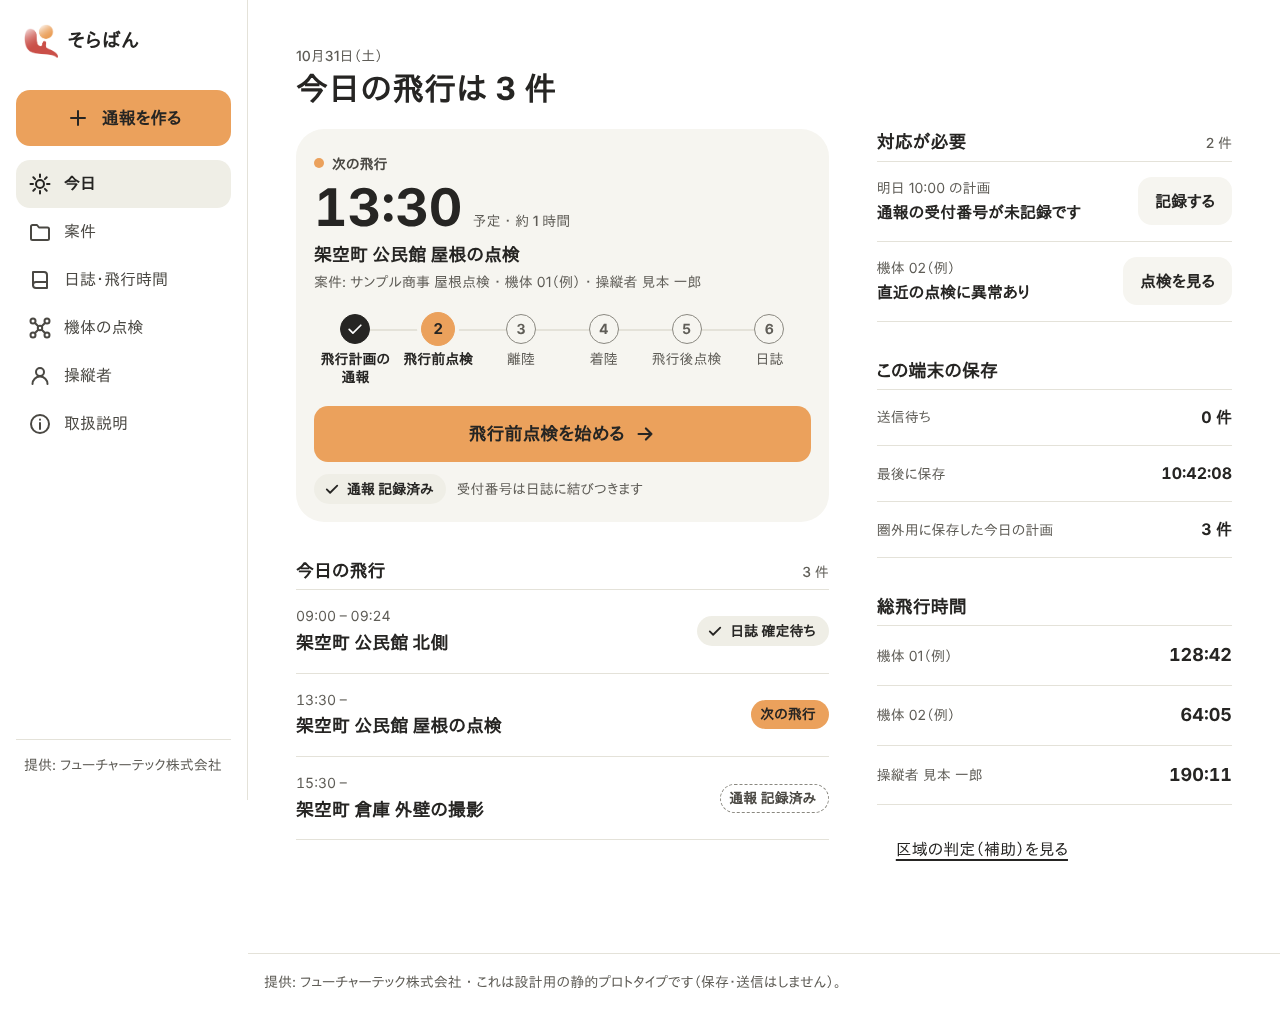 そらばん
通報を作る
今日
案件
日誌・飛行時間
機体の点検
操縦者
取扱説明
提供: フューチャーテック株式会社
10月31日（土）
今日の飛行は 3 件
次の飛行
13:30 予定・約 1 時間
架空町 公民館 屋根の点検
案件: サンプル商事 屋根点検・機体 01（例）・操縦者 見本 一郎
2 3 4 5 6
飛行計画の通報 飛行前点検 離陸 着陸 飛行後点検 日誌
飛行前点検を始める →
通報 記録済み 受付番号は日誌に結びつきます
今日の飛行 3 件
09:00 – 09:24
架空町 公民館 北側
日誌 確定待ち
13:30 –
架空町 公民館 屋根の点検
次の飛行
15:30 –
架空町 倉庫 外壁の撮影
通報 記録済み
対応が必要 2 件
明日 10:00 の計画
通報の受付番号が未記録です
記録する
機体 02（例）
直近の点検に異常あり
点検を見る
この端末の保存
送信待ち 0 件
最後に保存 10:42:08
圏外用に保存した今日の計画 3 件
総飛行時間
機体 01（例） 128:42
機体 02（例） 64:05
操縦者 見本 一郎 190:11
区域の判定（補助）を見る
提供: フューチャーテック株式会社・これは設計用の静的プロトタイプです（保存・送信はしません）。